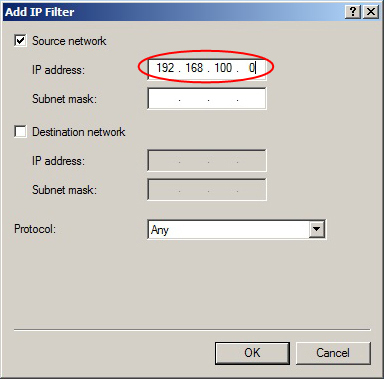 Add IP Filter
Source network
IP address: 192 . 168 . 100 . 0
Subnet mask: . . .
Destination network
IP address: . . .
Subnet mask: . . .
Protocol: Any
OK Cancel